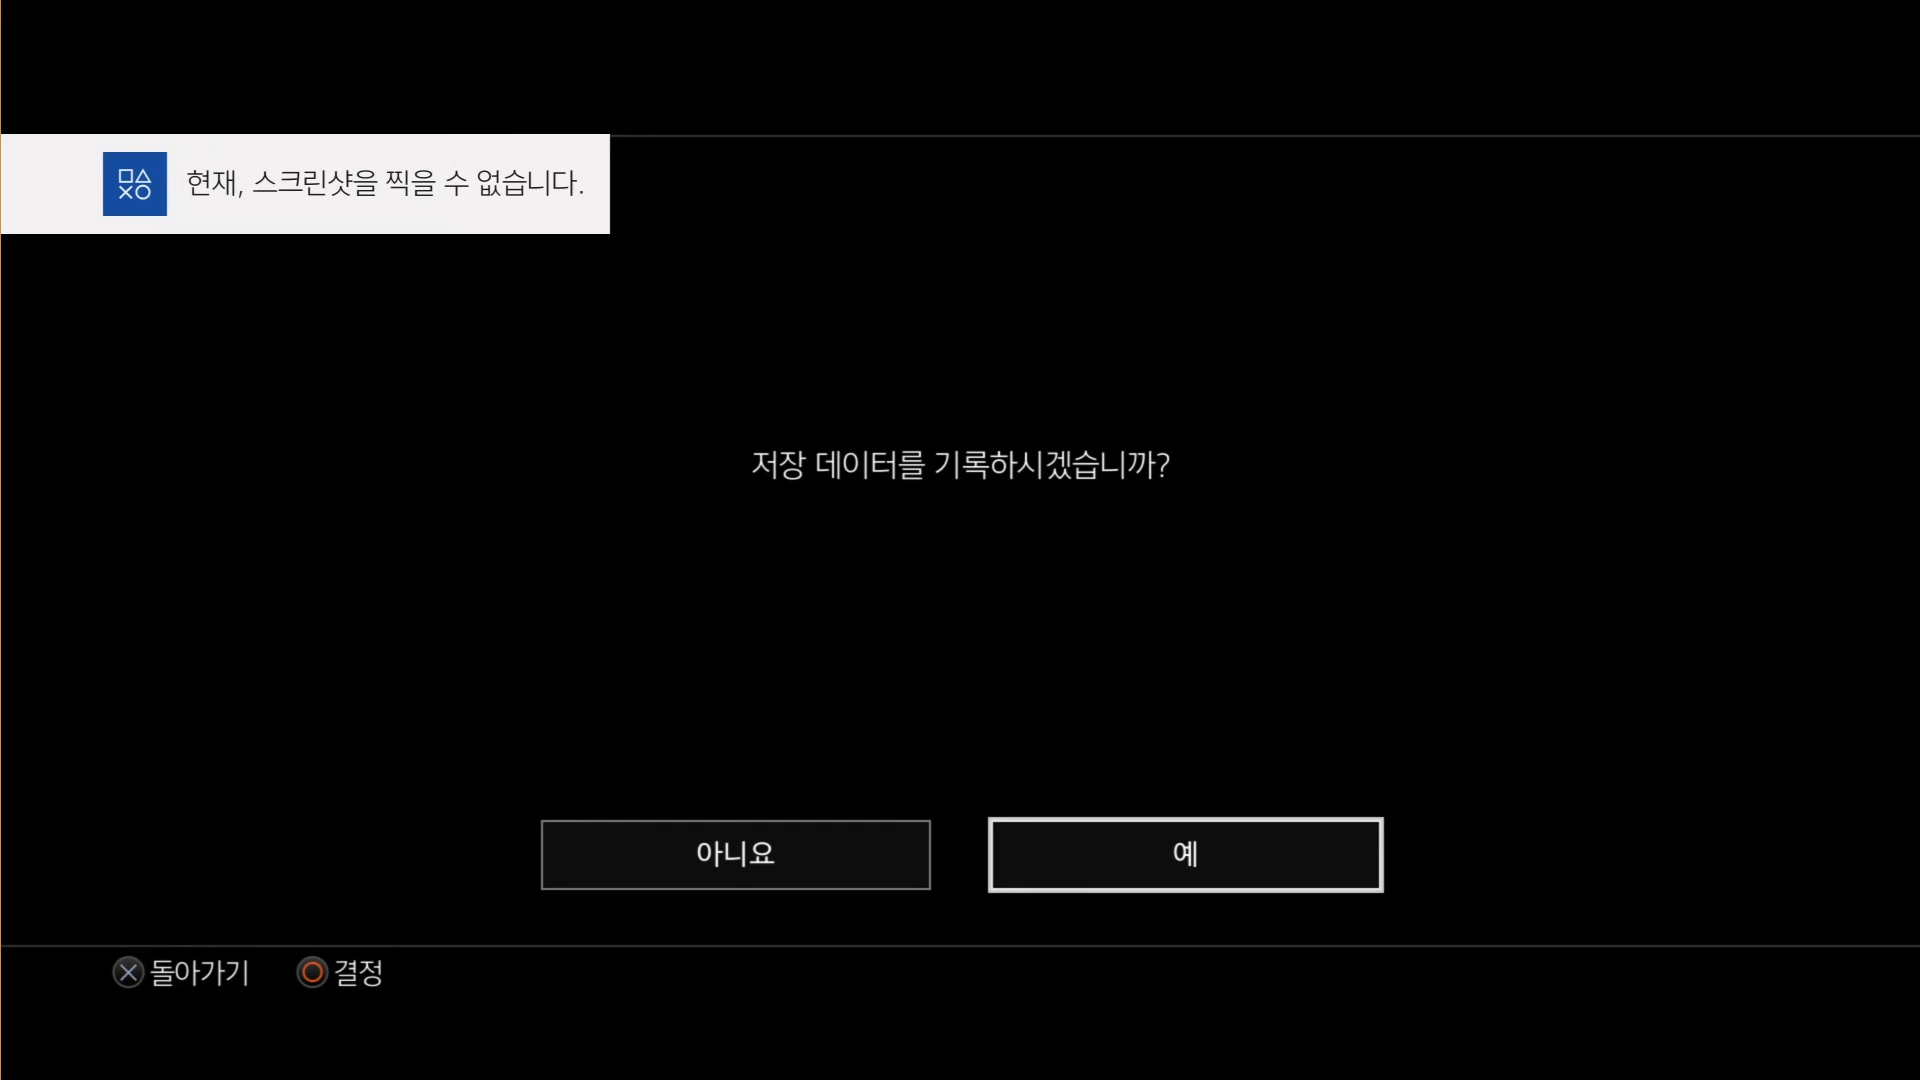 현재, 스크린샷을 찍을 수 없습니다.
저장 데이터를 기록하시겠습니까?
아니요
예
돌아가기
결정